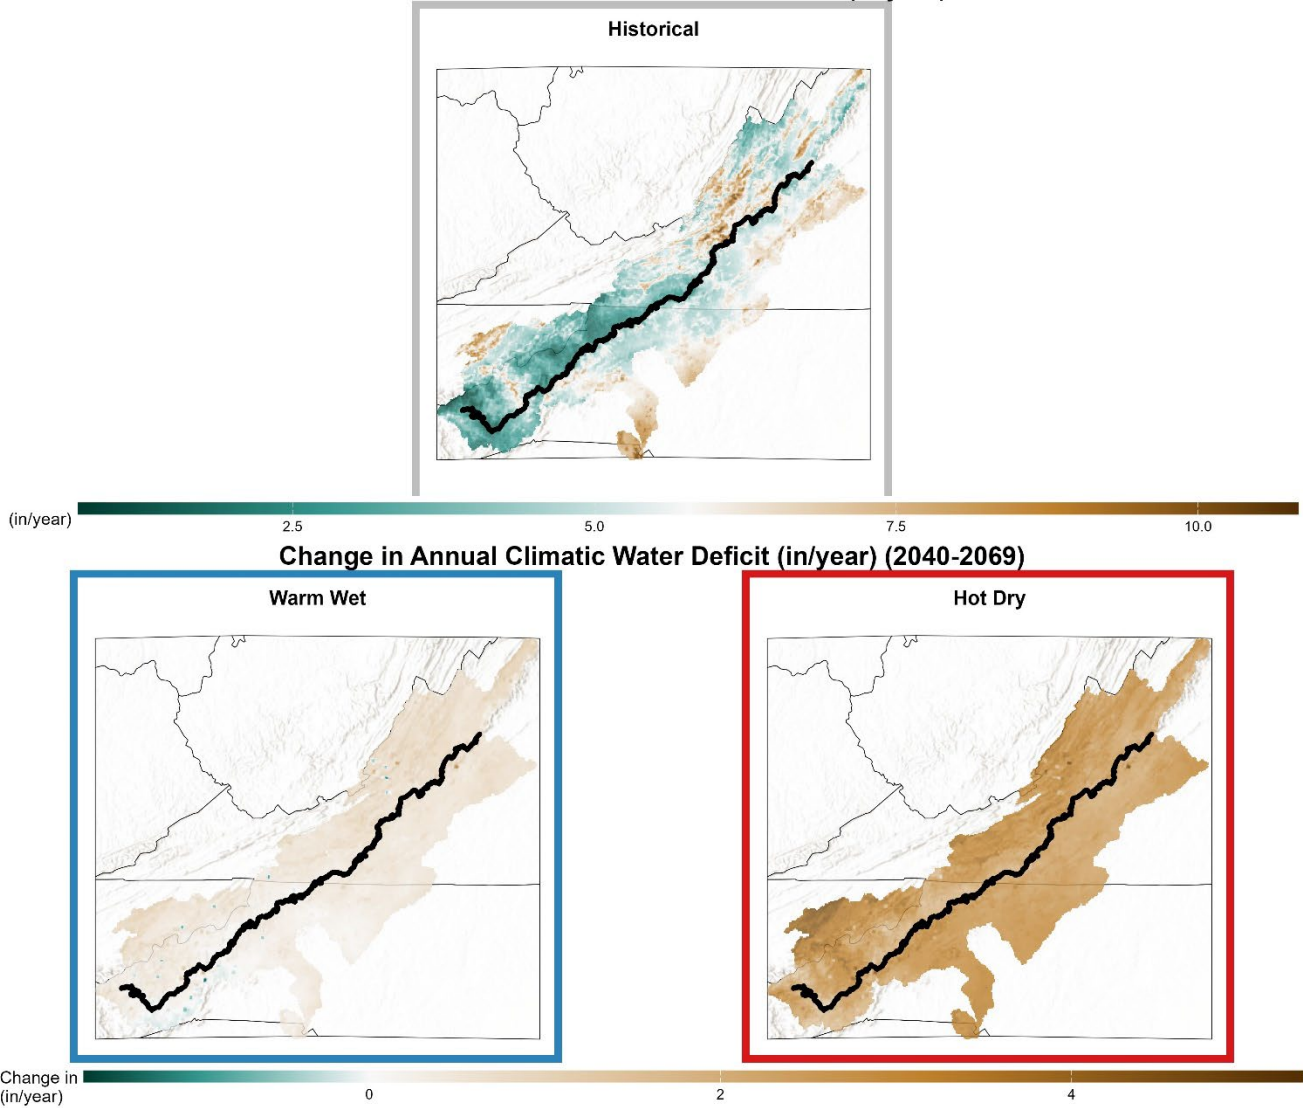 Historical
(in/year)
2.5 5.0 7.5 10.0
Change in Annual Climatic Water Deficit (in/year) (2040-2069)
Warm Wet
Hot Dry
Change in
(in/year)
0 2 4